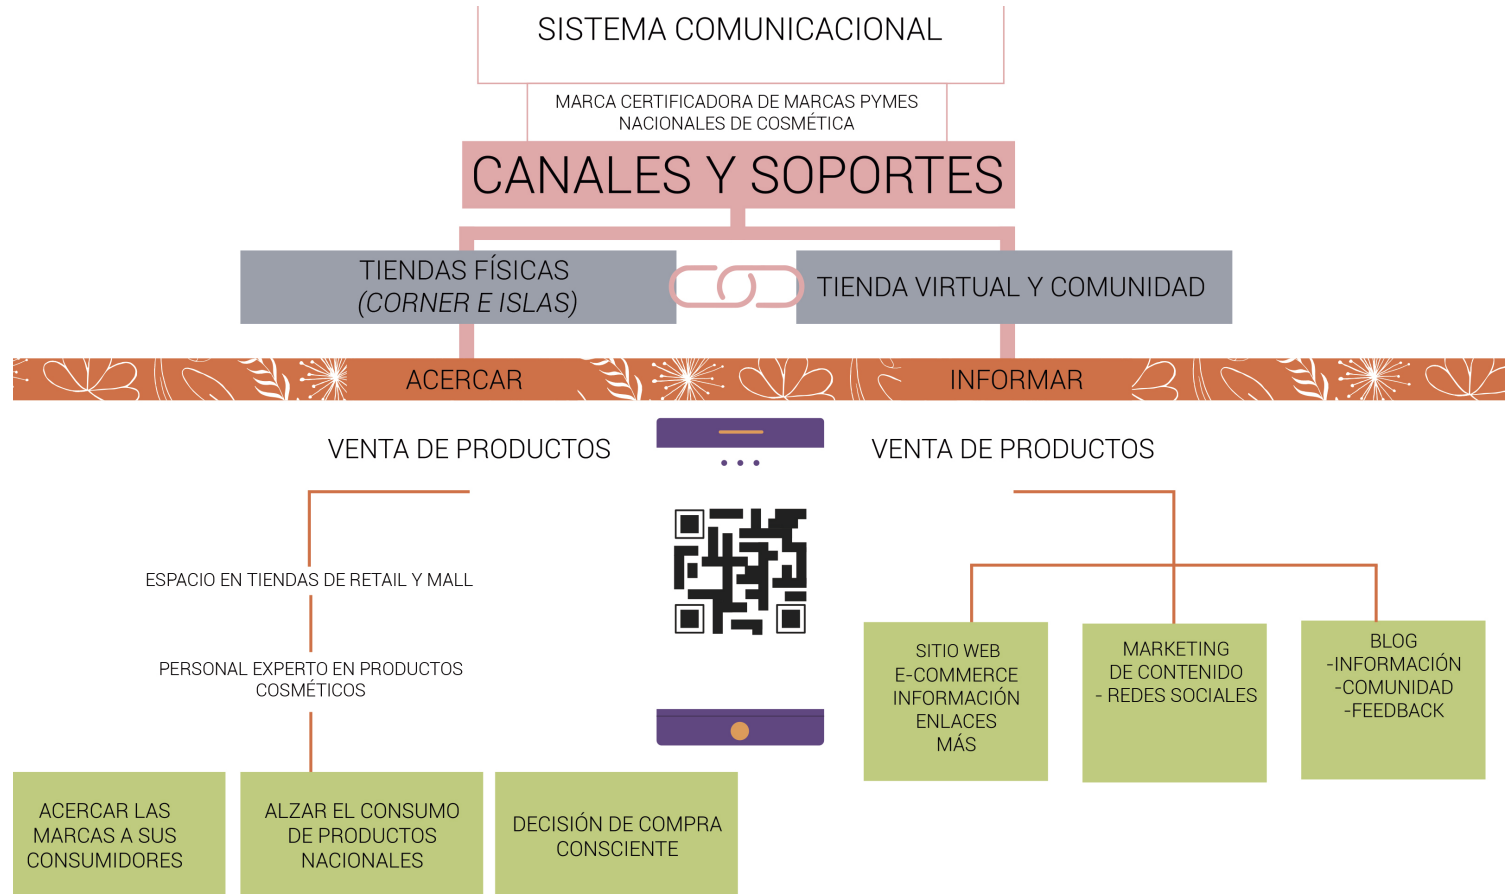 SISTEMA COMUNICACIONAL
MARCA CERTIFICADORA DE MARCAS PYMES
NACIONALES DE COSMÉTICA
CANALES Y SOPORTES
TIENDAS FÍSICAS
(CORNER E ISLAS)
TIENDA VIRTUAL Y COMUNIDAD
ACERCAR
INFORMAR
VENTA DE PRODUCTOS
VENTA DE PRODUCTOS
ESPACIO EN TIENDAS DE RETAIL Y MALL
PERSONAL EXPERTO EN PRODUCTOS
COSMÉTICOS
ACERCAR LAS
MARCAS A SUS
CONSUMIDORES
ALZAR EL CONSUMO
DE PRODUCTOS
NACIONALES
DECISIÓN DE COMPRA
CONSCIENTE
SITIO WEB
E-COMMERCE
INFORMACIÓN
ENLACES
MÁS
MARKETING
DE CONTENIDO
- REDES SOCIALES
BLOG
-INFORMACIÓN
-COMUNIDAD
-FEEDBACK